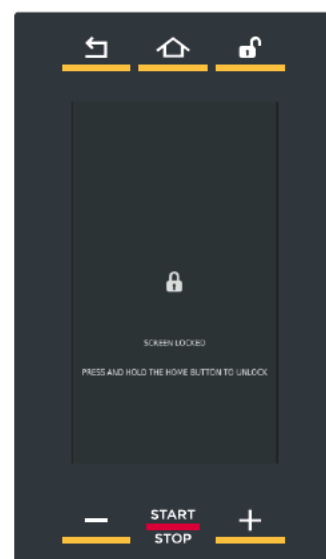 SCREEN LOCKED
PRESS AND HOLD THE HOME BUTTON TO UNLOCK
START
STOP